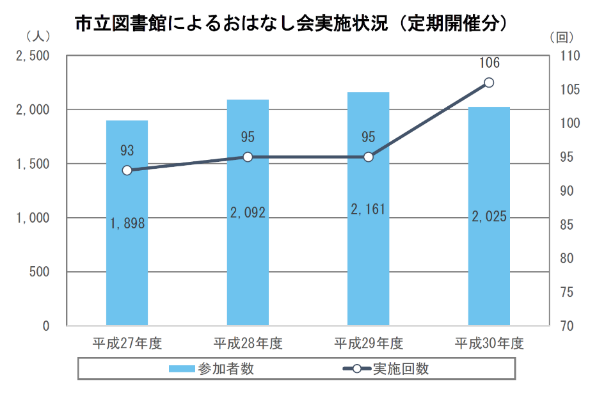 市立図書館によるおはなし会実施状況（定期開催分）
（人）
（回）
2,500
2,000
1,500
1,000
500
0
110
105
100
95
90
85
80
75
70
93
95
95
106
1,898
2,092
2,161
2,025
平成27年度
平成28年度
平成29年度
平成30年度
参加者数
実施回数